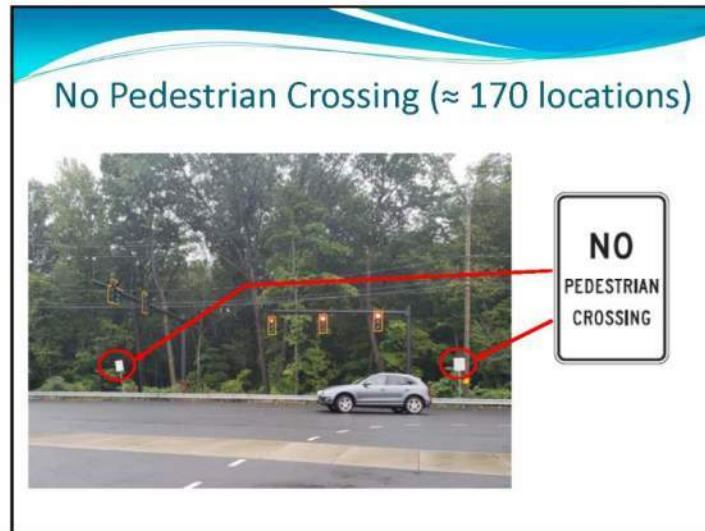 No Pedestrian Crossing (≈ 170 locations)
NO
PEDESTRIAN
CROSSING